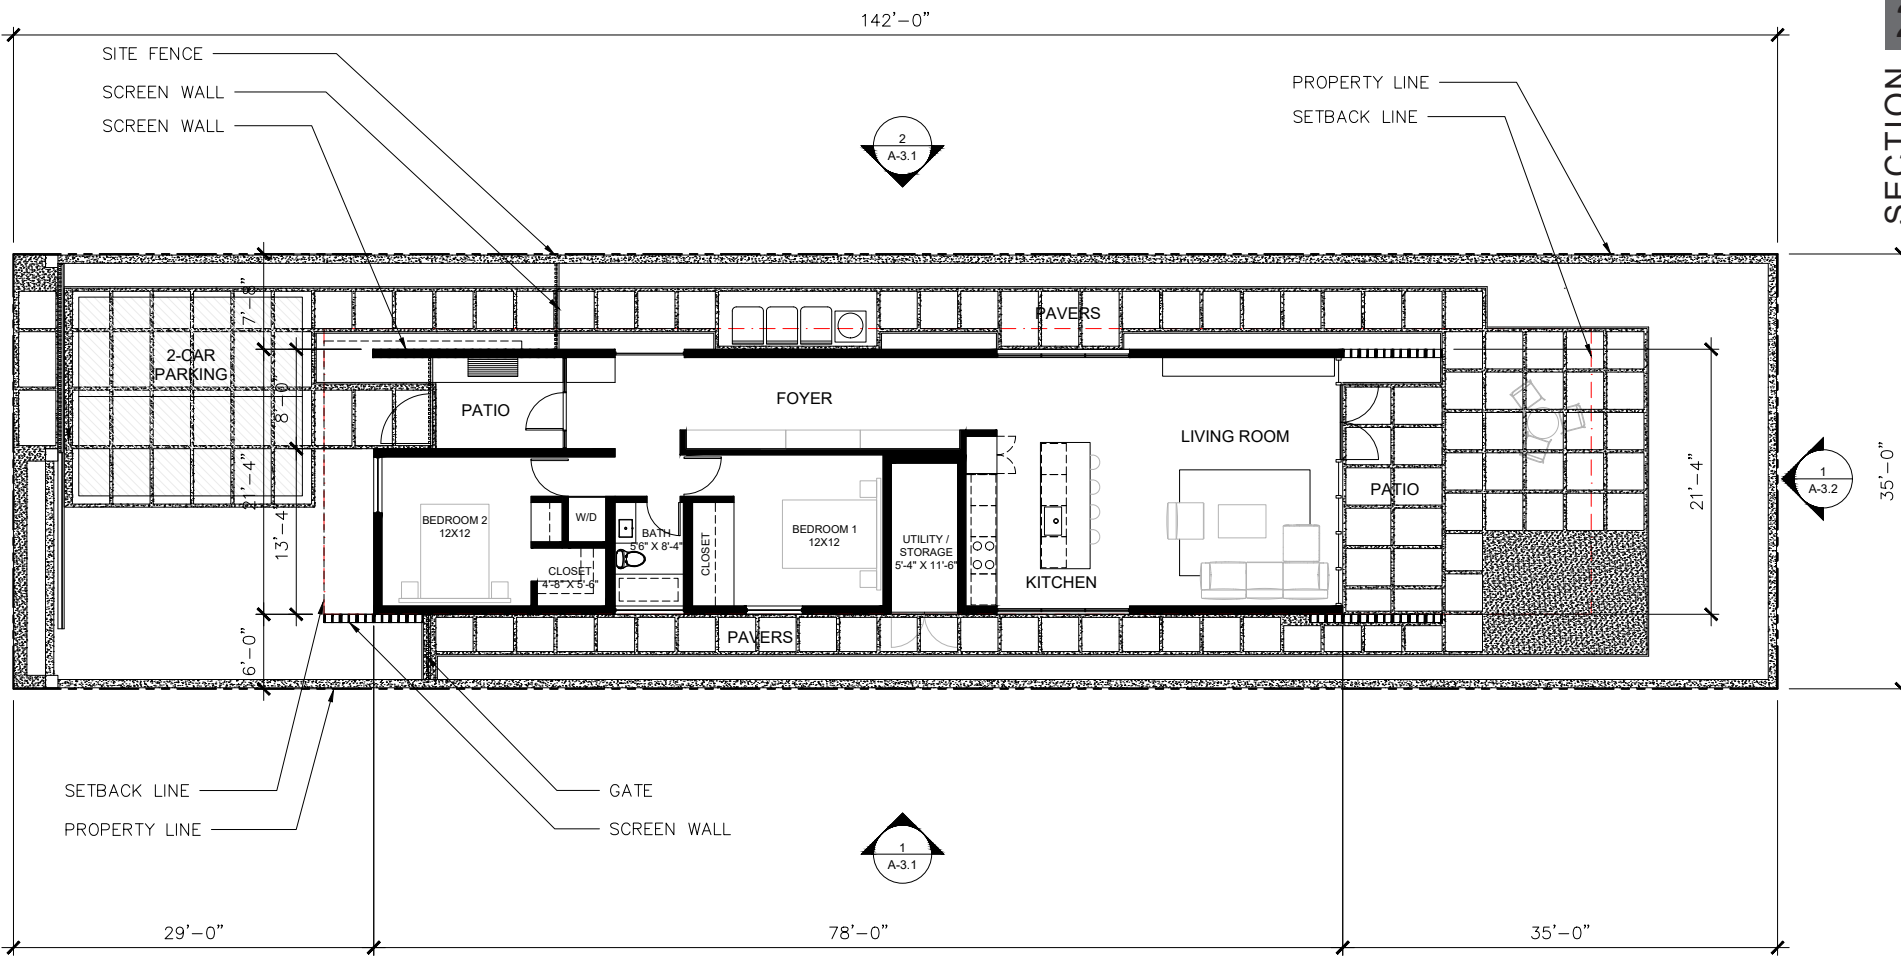 142'-0"
SITE FENCE
SCREEN WALL
SCREEN WALL
PROPERTY LINE
SETBACK LINE
SECTION
2
A-3.1
7'-8"
8'-0"
21'-4"
13'-4
6'-0"
2-CAR
PARKING
PATIO
FOYER
PAVERS
LIVING ROOM
PATIO
BEDROOM 2
12X12
W/D
CLOSET
4'-8" X 5'-6"
BATH
5'6" X 8'-4"
CLOSET
BEDROOM 1
12X12
UTILITY /
STORAGE
5'-4" X 11'-6"
KITCHEN
PAVERS
21'-4"
1
A-3.2
35'-0"
SETBACK LINE
PROPERTY LINE
GATE
SCREEN WALL
1
A-3.1
29'-0"
78'-0"
35'-0"